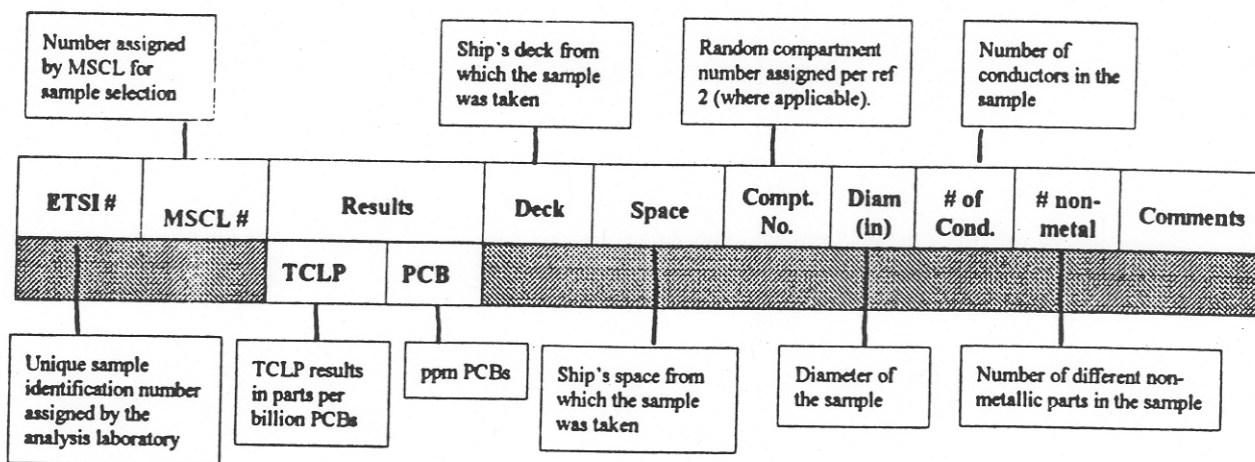 Number assigned
by MSCL for
sample selection
Ship's deck from
which the sample
was taken
Random compartment
number assigned per ref
2 (where applicable).
Number of
conductors in the
sample
ETSI #
MSCL #
Results
Deck
Space
Compt.
No.
Diam
(in)
# of
Cond.
# non-
metal
Comments
TCLP
PCB
Unique sample
identification number
assigned by the
analysis laboratory
TCLP results
in parts per
billion PCBs
ppm PCBs
Ship's space from
which the sample
was taken
Diameter of
the sample
Number of different non-
metallic parts in the sample